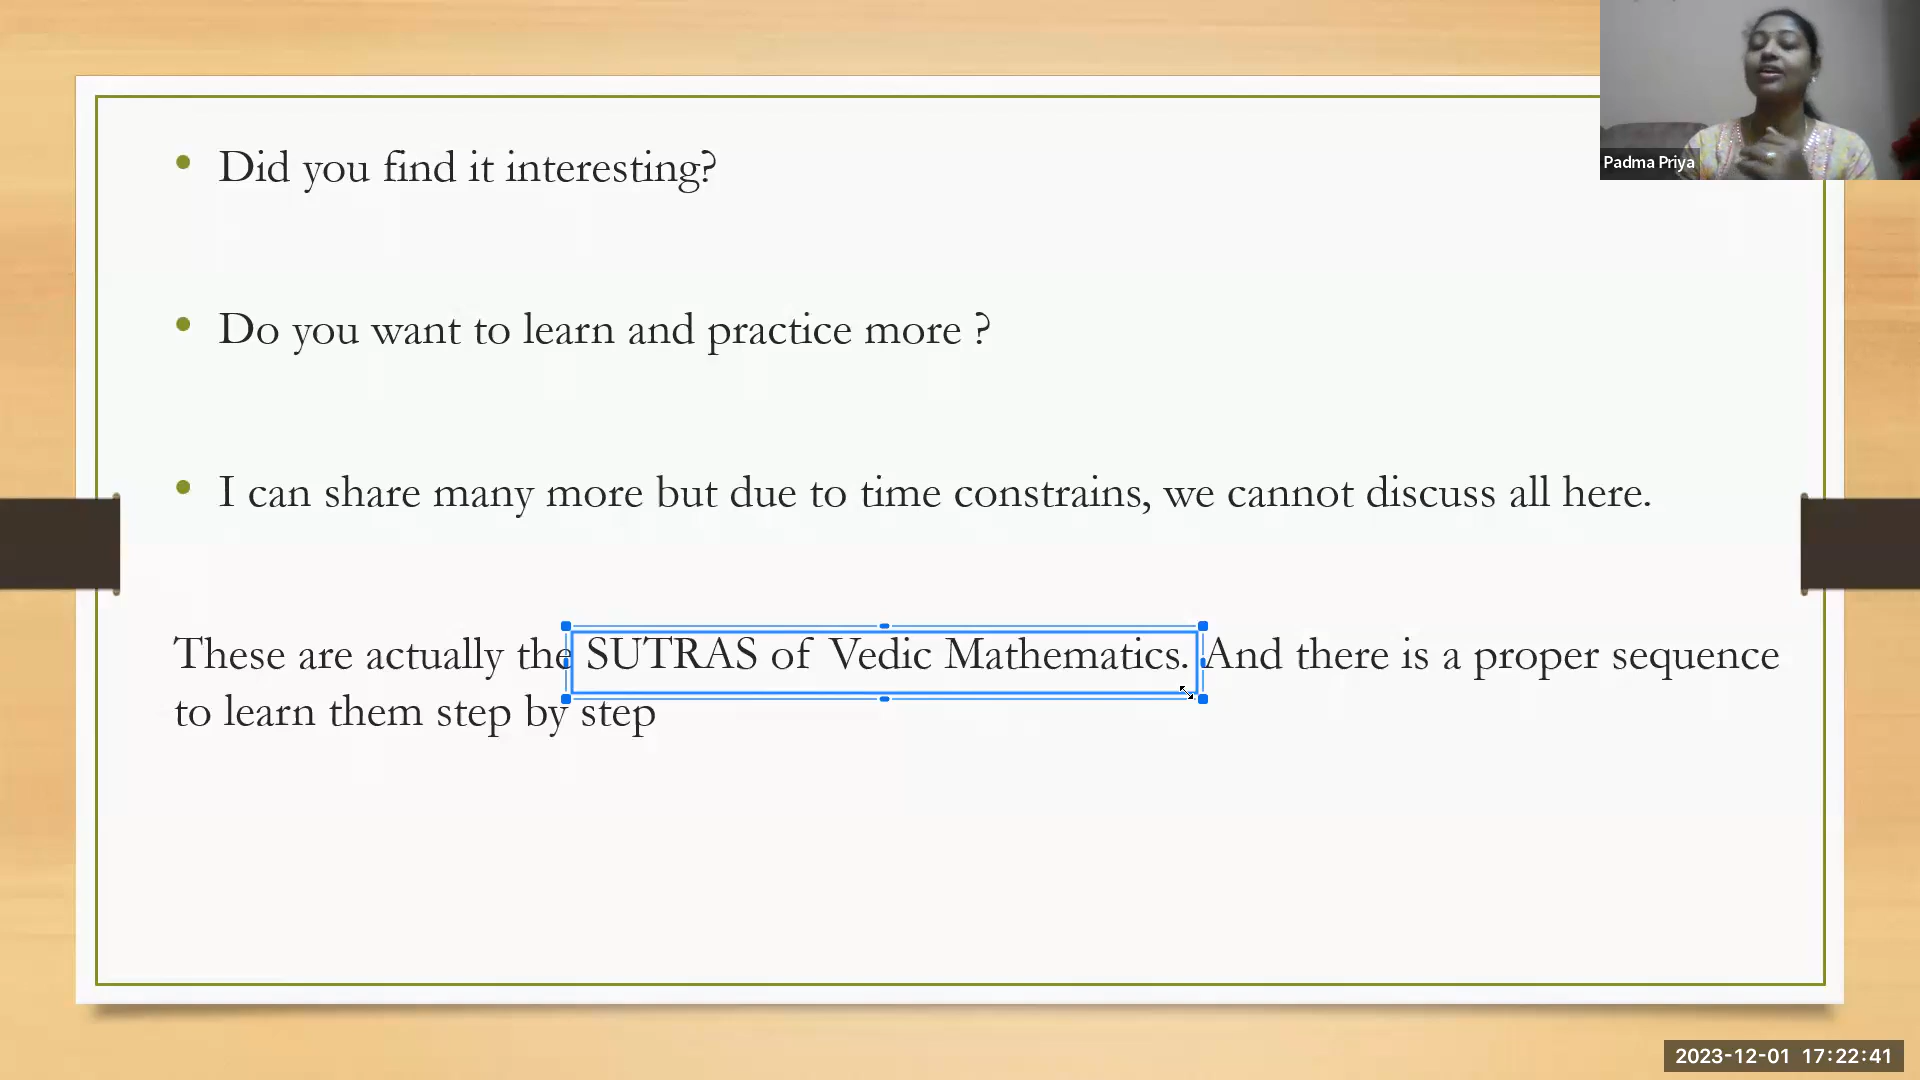 Padma Priya
Did you find it interesting?
Do you want to learn and practice more ?
I can share many more but due to time constrains, we cannot discuss all here.
These are actually the SUTRAS of Vedic Mathematics. And there is a proper sequence
to learn them step by step
2023-12-01 17:22:41